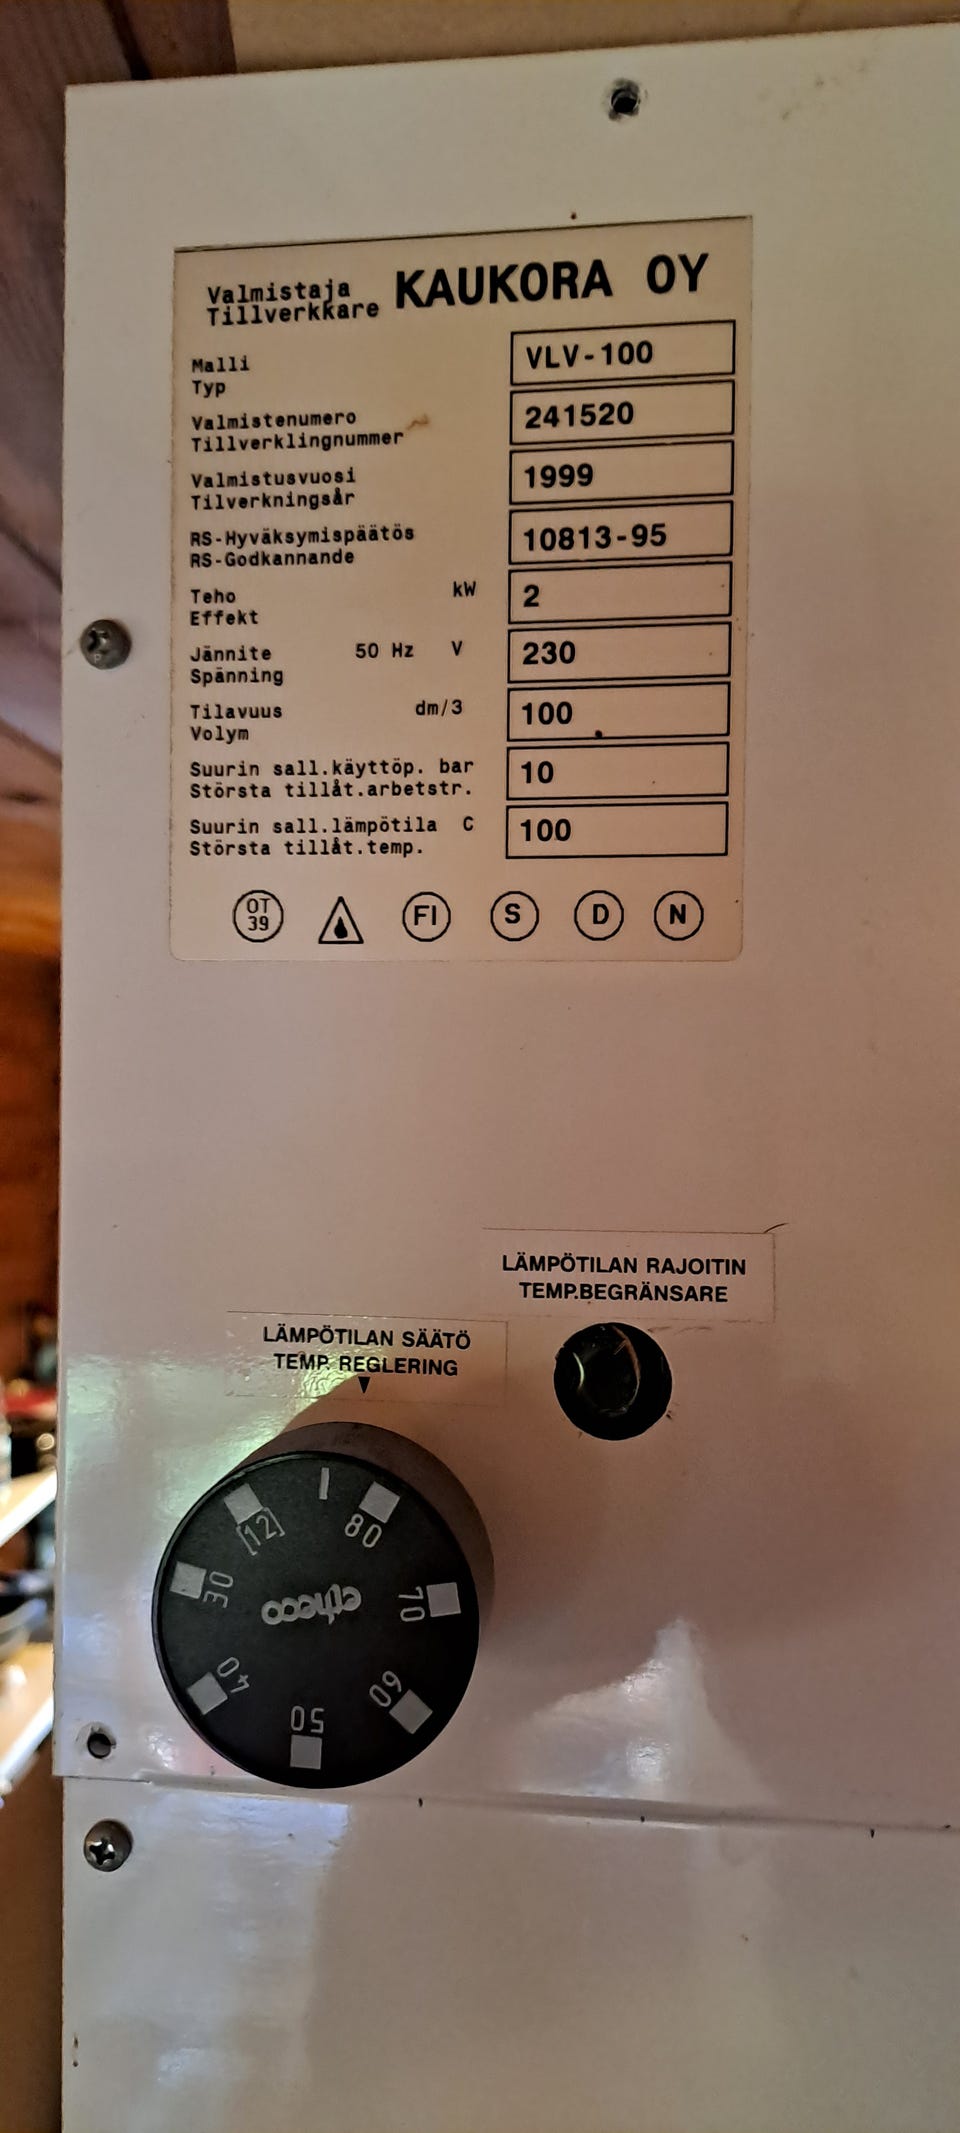 Valmistaja
Tillverkkare
KAUKORA OY
Malli
Typ
VLV-100
Valmistenumero
Tillverklingnummer
241520
Valmistusvuosi
Tilverkningsår
1999
RS-Hyväksymispäätös
RS-Godkannande
10813-95
Teho kW
Effekt
2
Jännite 50 Hz V
Spänning
230
Tilavuus dm/3
Volym
100
Suurin sall.käyttöp. bar
Största tillåt.arbetstr.
10
Suurin sall.lämpötila C
Största tillåt.temp.
100
OT
39
FI S D N
LÄMPÖTILAN RAJOITIN
TEMP.BEGRÄNSARE
LÄMPÖTILAN SÄÄTÖ
TEMP. REGLERING
[12]
80
30
etheco
70
40
60
50